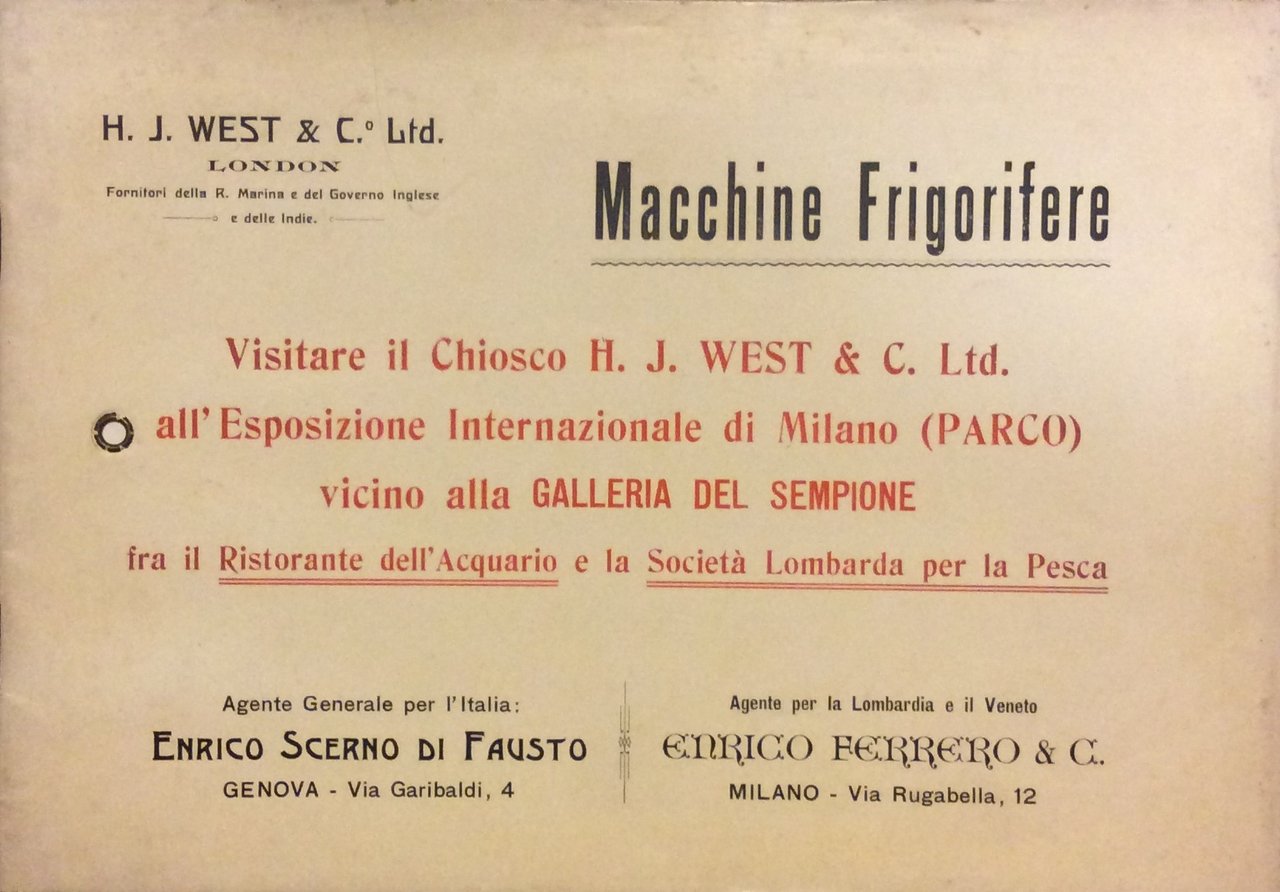 H. J. WEST & C.º Ltd.
LONDON
Fornitori della R. Marina e del Governo Inglese
e delle Indie.
Macchine Frigorifere
Visitare il Chiosco H. J. WEST & C. Ltd.
all'Esposizione Internazionale di Milano (PARCO)
vicino alla GALLERIA DEL SEMPIONE
fra il Ristorante dell'Acquario e la Società Lombarda per la Pesca
Agente Generale per l'Italia:
ENRICO SCERNO DI FAUSTO
GENOVA - Via Garibaldi, 4
Agente per la Lombardia e il Veneto
ENRICO FERRERO & C.
MILANO - Via Rugabella, 12